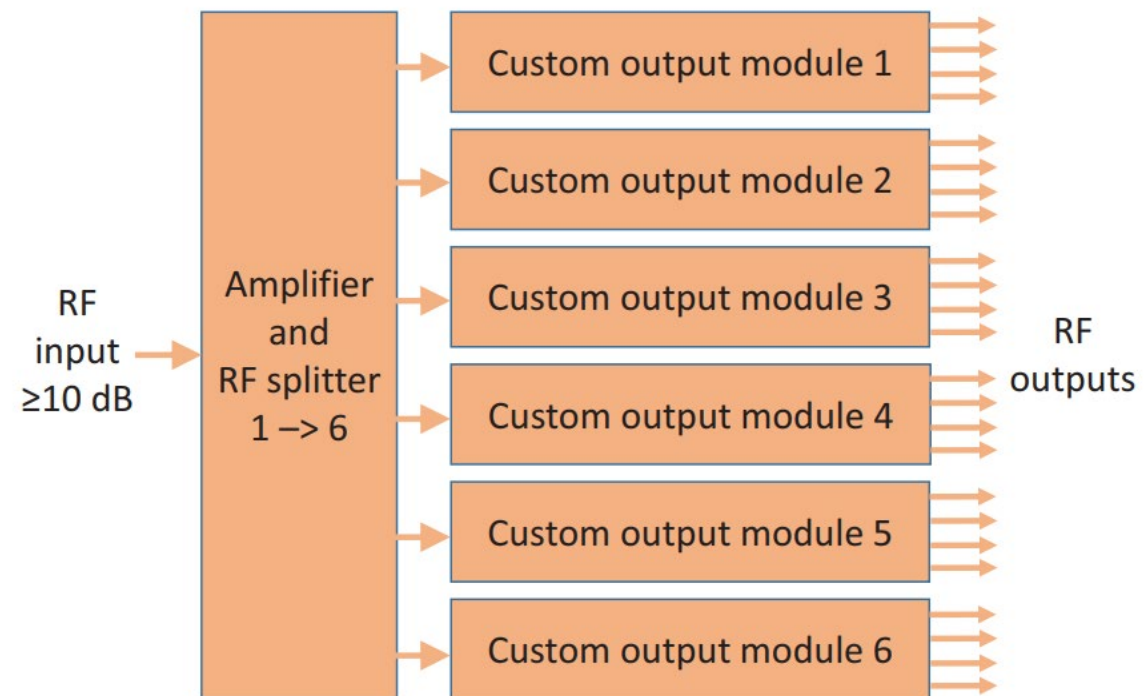 RF
input
≥10 dB
Amplifier
and
RF splitter
1 –> 6
Custom output module 1
Custom output module 2
Custom output module 3
Custom output module 4
Custom output module 5
Custom output module 6
RF
outputs